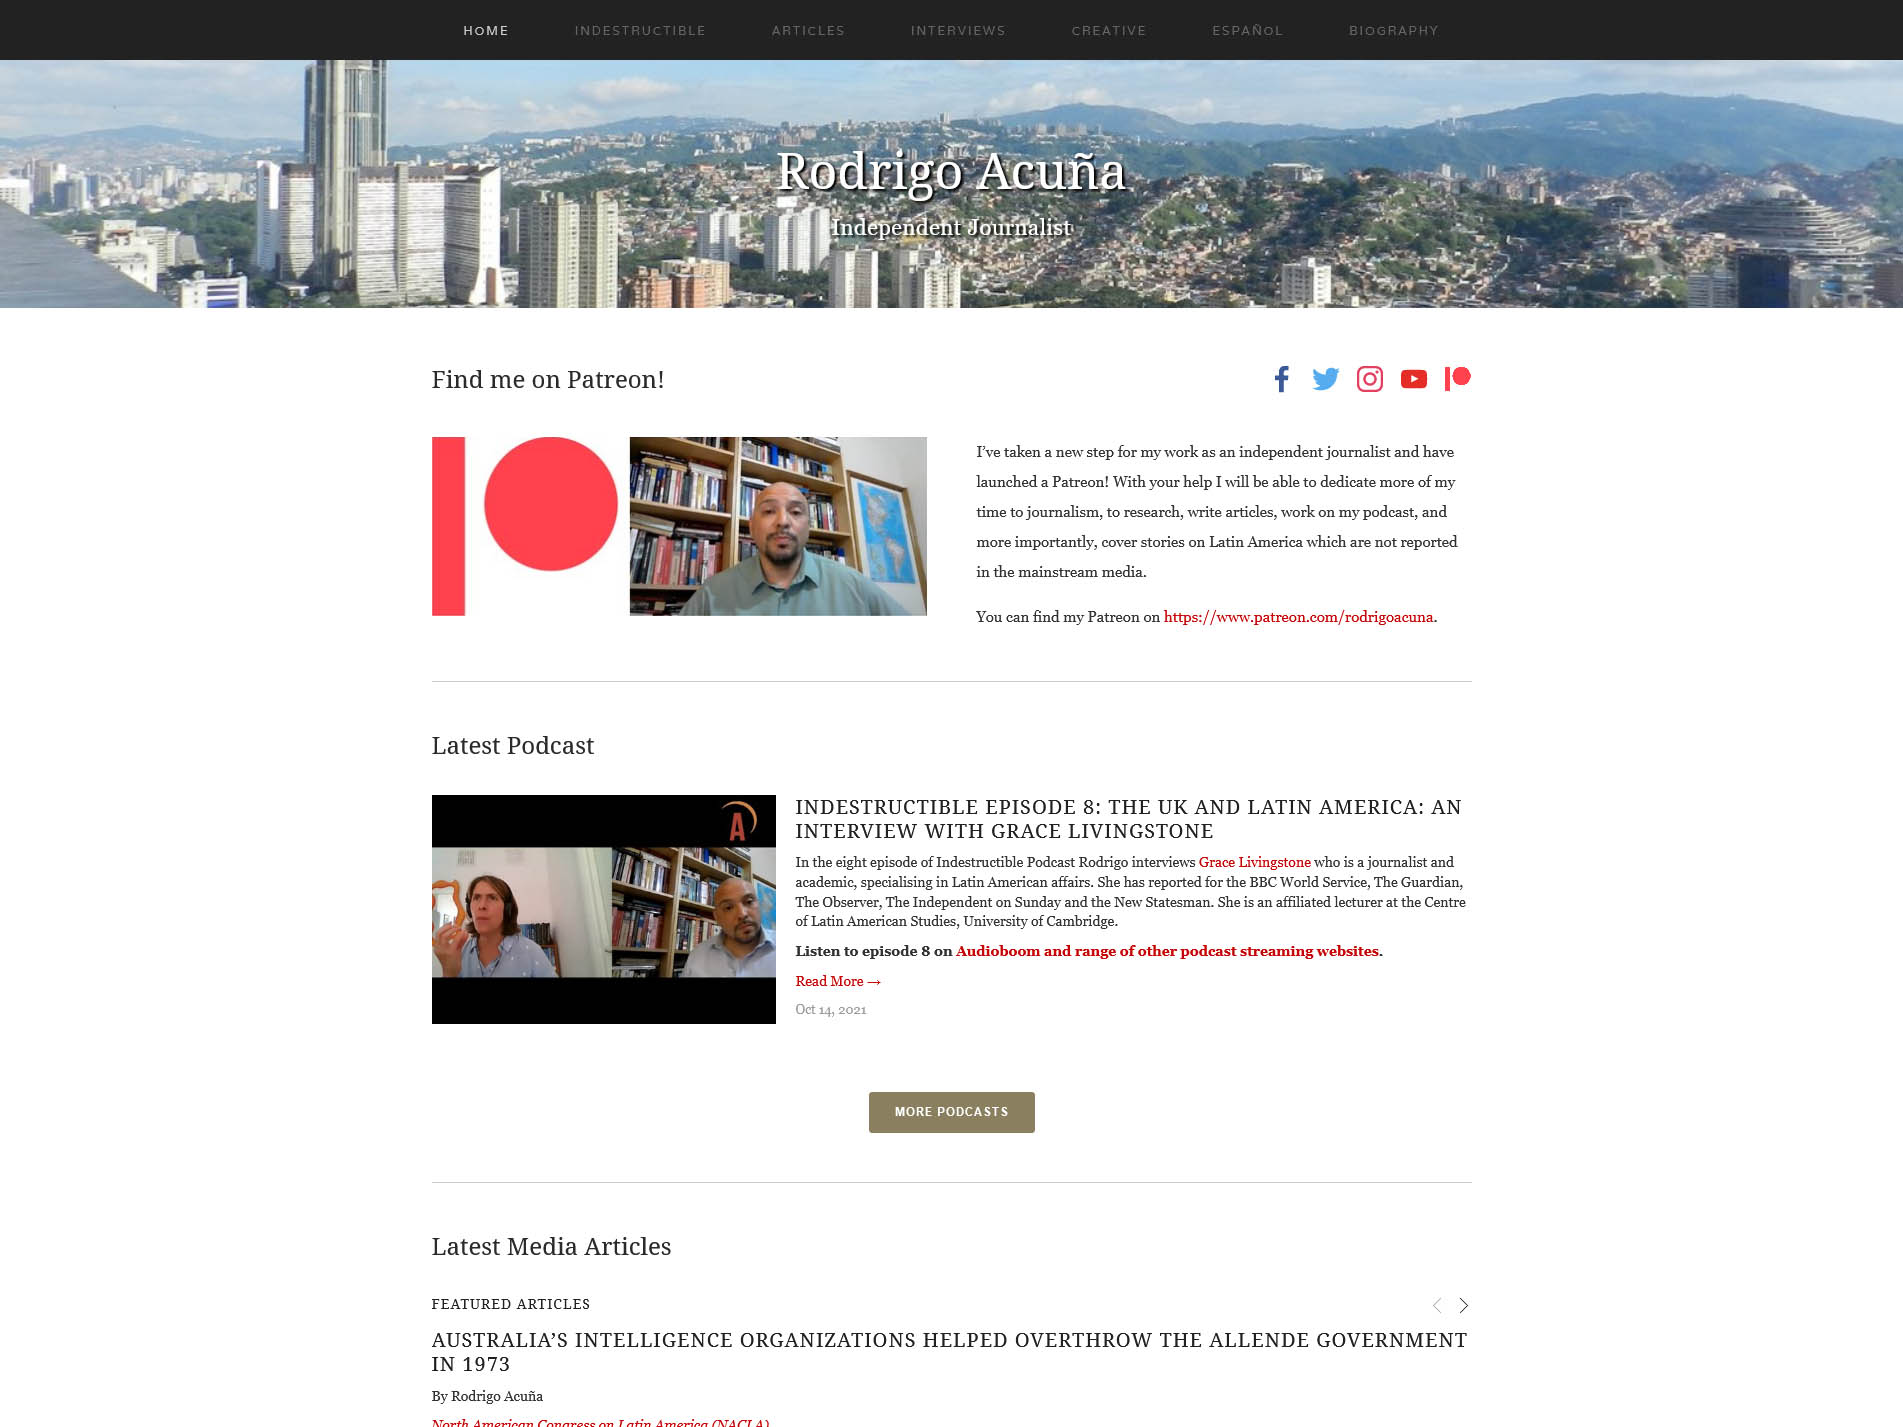 HOME INDESTRUCTIBLE ARTICLES INTERVIEWS CREATIVE ESPAÑOL BIOGRAPHY
Rodrigo Acuña
Independent Journalist
Find me on Patreon!
I’ve taken a new step for my work as an independent journalist and have
launched a Patreon! With your help I will be able to dedicate more of my
time to journalism, to research, write articles, work on my podcast, and
more importantly, cover stories on Latin America which are not reported
in the mainstream media.
You can find my Patreon on https://www.patreon.com/rodrigoacuna.
Latest Podcast
INDESTRUCTIBLE EPISODE 8: THE UK AND LATIN AMERICA: AN
INTERVIEW WITH GRACE LIVINGSTONE
In the eight episode of Indestructible Podcast Rodrigo interviews Grace Livingstone who is a journalist and
academic, specialising in Latin American affairs. She has reported for the BBC World Service, The Guardian,
The Observer, The Independent on Sunday and the New Statesman. She is an affiliated lecturer at the Centre
of Latin American Studies, University of Cambridge.
Listen to episode 8 on Audioboom and range of other podcast streaming websites.
Read More →
Oct 14, 2021
MORE PODCASTS
Latest Media Articles
FEATURED ARTICLES
AUSTRALIA’S INTELLIGENCE ORGANIZATIONS HELPED OVERTHROW THE ALLENDE GOVERNMENT
IN 1973
By Rodrigo Acuña
North American Congress on Latin America (NACLA)